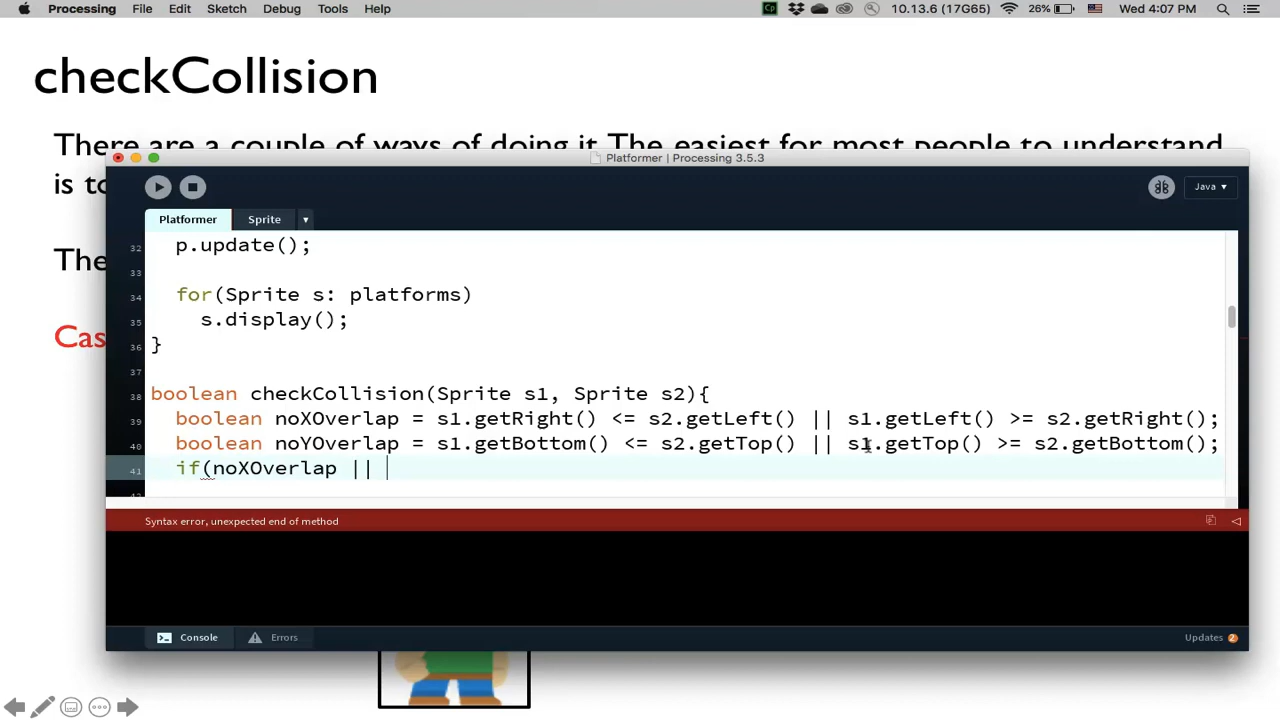 Processing File Edit Sketch Debug Tools Help 10.13.6 (17G65) 26% Wed 4:07 PM
checkCollision
There are a couple of ways of doing it. The easiest for most people to understand
is to
Platformer | Processing 3.5.3
Java ▾
Platformer Sprite ▾
The
Cas
32 p.update();
33
34 for(Sprite s: platforms)
35 s.display();
36 }
37
38 boolean checkCollision(Sprite s1, Sprite s2){
39 boolean noXOverlap = s1.getRight() <= s2.getLeft() || s1.getLeft() >= s2.getRight();
40 boolean noYOverlap = s1.getBottom() <= s2.getTop() || s1.getTop() >= s2.getBottom();
41 if(noXOverlap ||
Syntax error, unexpected end of method
Console Errors Updates 2